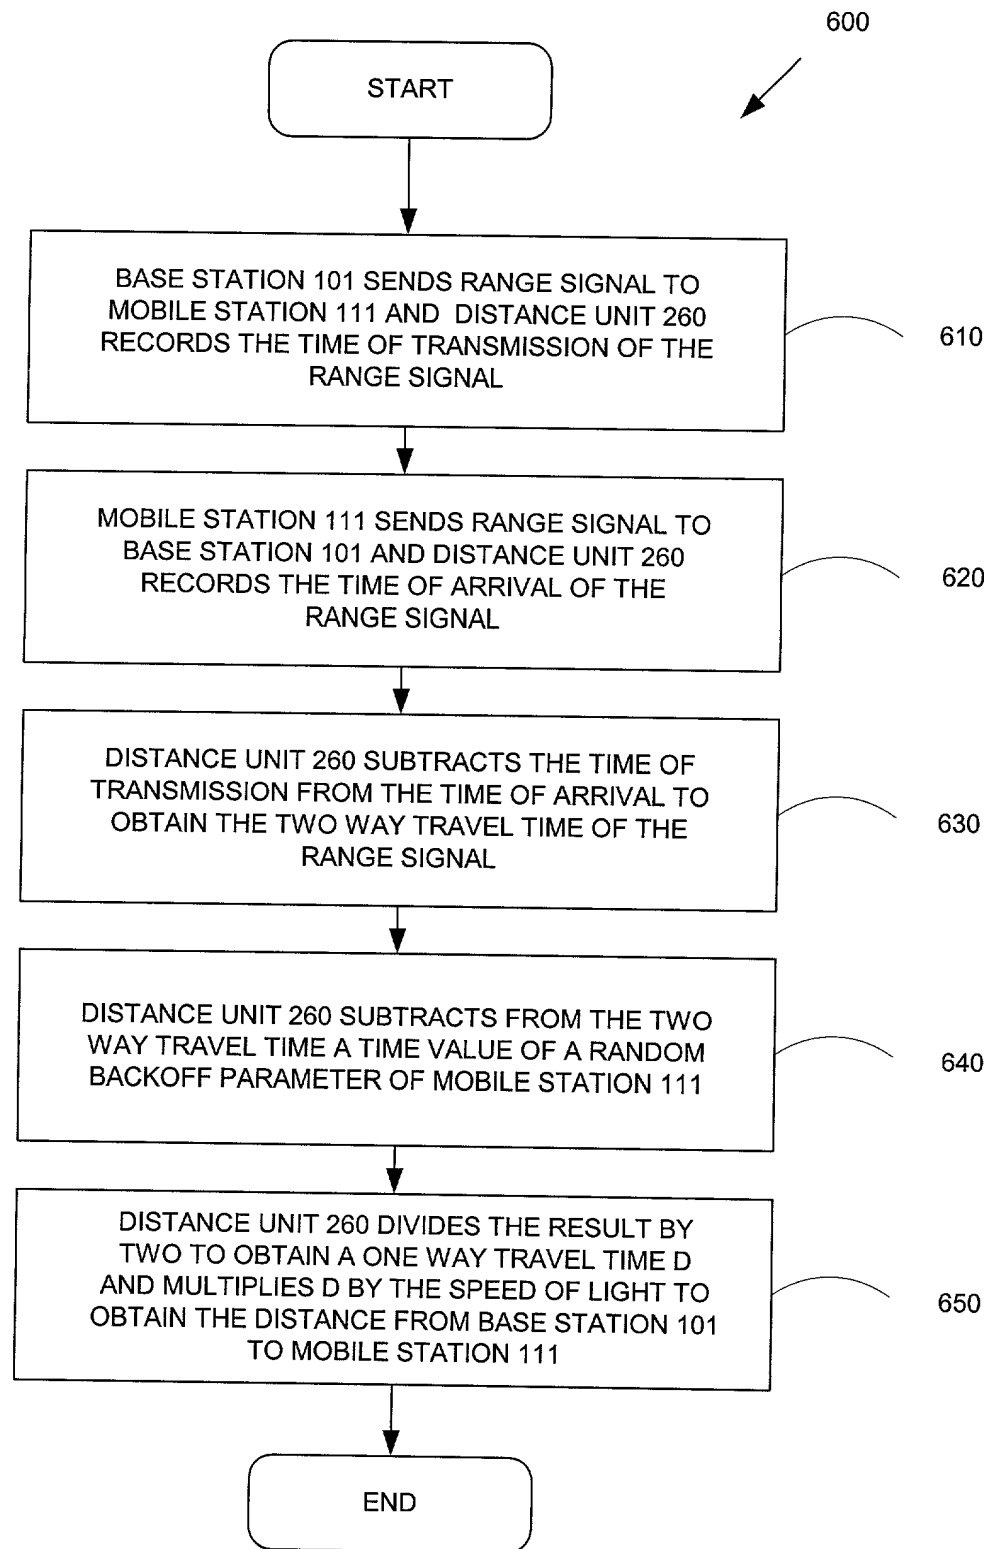 600
START
BASE STATION 101 SENDS RANGE SIGNAL TO
MOBILE STATION 111 AND DISTANCE UNIT 260
RECORDS THE TIME OF TRANSMISSION OF THE
RANGE SIGNAL
610
MOBILE STATION 111 SENDS RANGE SIGNAL TO
BASE STATION 101 AND DISTANCE UNIT 260
RECORDS THE TIME OF ARRIVAL OF THE
RANGE SIGNAL
620
DISTANCE UNIT 260 SUBTRACTS THE TIME OF
TRANSMISSION FROM THE TIME OF ARRIVAL TO
OBTAIN THE TWO WAY TRAVEL TIME OF THE
RANGE SIGNAL
630
DISTANCE UNIT 260 SUBTRACTS FROM THE TWO
WAY TRAVEL TIME A TIME VALUE OF A RANDOM
BACKOFF PARAMETER OF MOBILE STATION 111
640
DISTANCE UNIT 260 DIVIDES THE RESULT BY
TWO TO OBTAIN A ONE WAY TRAVEL TIME D
AND MULTIPLIES D BY THE SPEED OF LIGHT TO
OBTAIN THE DISTANCE FROM BASE STATION 101
TO MOBILE STATION 111
650
END